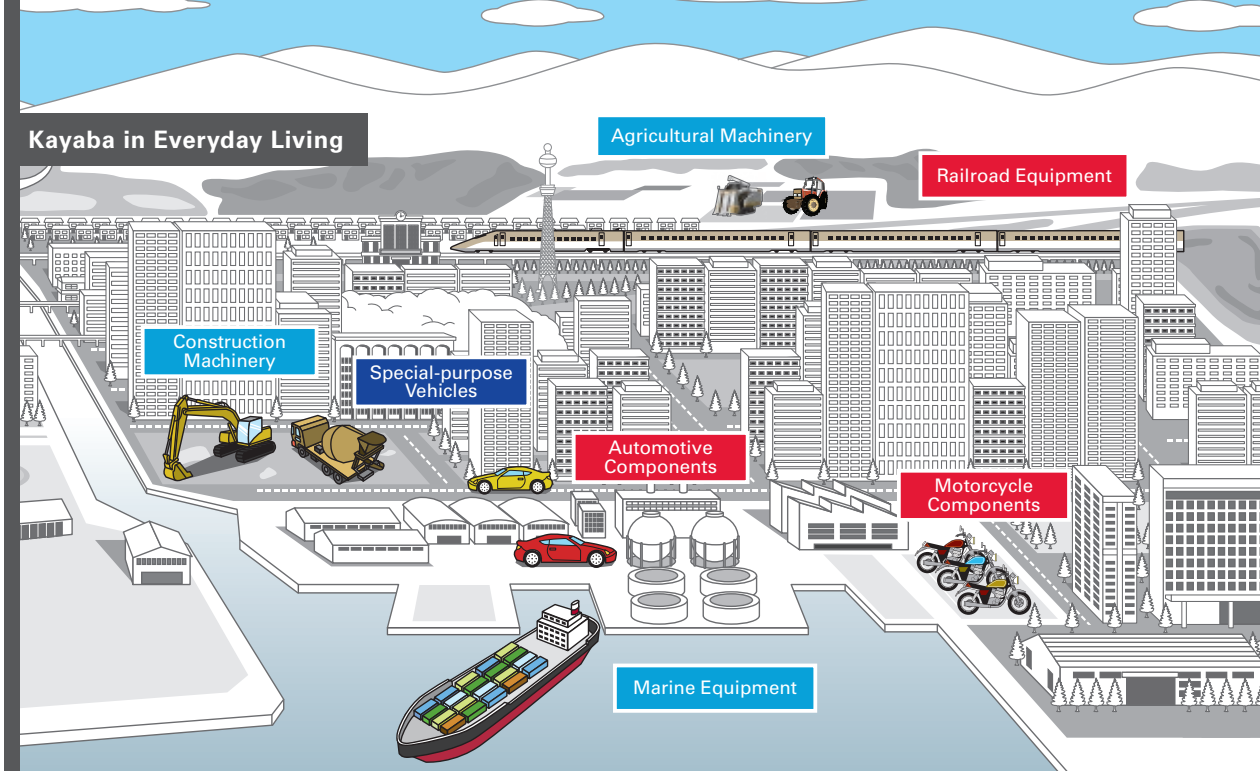 Kayaba in Everyday Living
Agricultural Machinery
Railroad Equipment
Construction
Machinery
Special-purpose
Vehicles
Automotive
Components
Motorcycle
Components
Marine Equipment